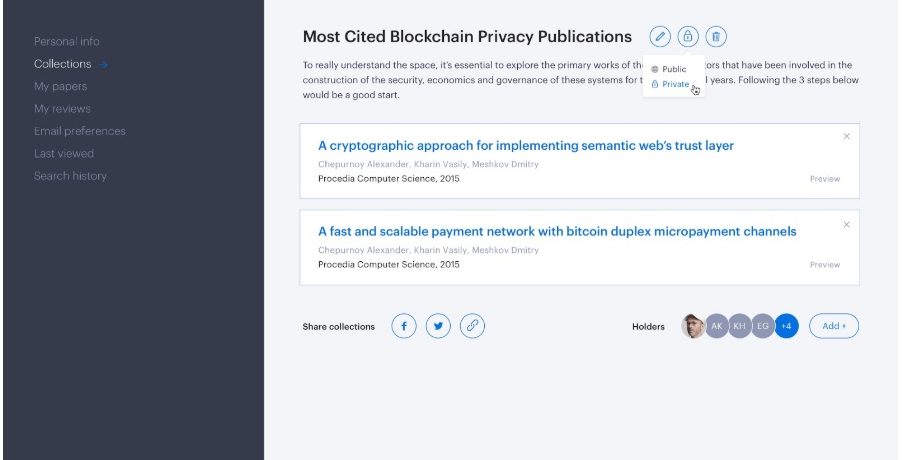 Personal info
Collections →
My papers
My reviews
Email preferences
Last viewed
Search history
Most Cited Blockchain Privacy Publications
To really understand the space, it's essential to explore the primary works of the tors that have been involved in the
construction of the security, economics and governance of these systems for l years. Following the 3 steps below
would be a good start.
Public
Private
A cryptographic approach for implementing semantic web's trust layer
Chepurnoy Alexander, Kharin Vasily, Meshkov Dmitry
Procedia Computer Science, 2015
Preview
A fast and scalable payment network with bitcoin duplex micropayment channels
Chepurnoy Alexander, Kharin Vasily, Meshkov Dmitry
Procedia Computer Science, 2015
Preview
Share collections
Holders
AK KH EG +4
Add +